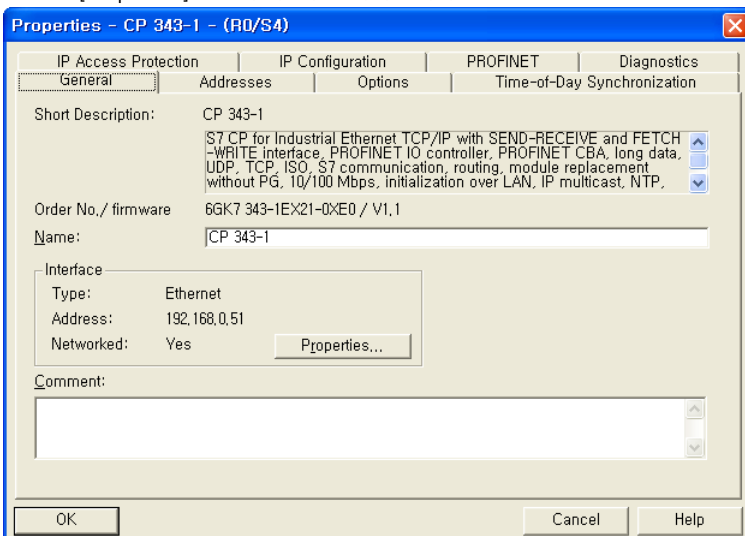 Properties - CP 343-1 - (R0/S4)
IP Access Protection IP Configuration PROFINET Diagnostics
General Addresses Options Time-of-Day Synchronization
Short Description: CP 343-1
S7 CP for Industrial Ethernet TCP/IP with SEND-RECEIVE and FETCH
-WRITE interface, PROFINET IO controller, PROFINET CBA, long data,
UDP, TCP, ISO, S7 communication, routing, module replacement
without PG, 10/100 Mbps, initialization over LAN, IP multicast, NTP,
Order No./ firmware 6GK7 343-1EX21-0XE0 / V1.1
Name: CP 343-1
Interface
Type: Ethernet
Address: 192.168.0.51
Networked: Yes Properties...
Comment:
OK Cancel Help